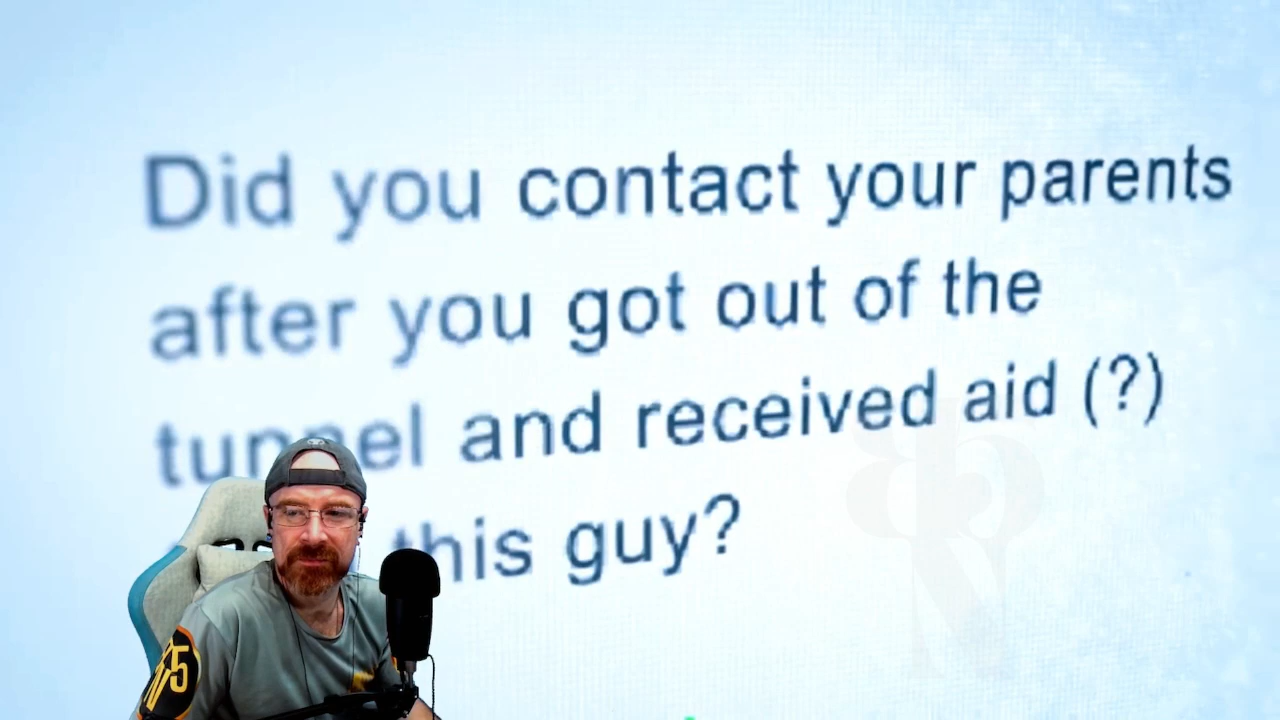 Did you contact your parents
after you got out of the
tunnel and received aid (?)
this guy?